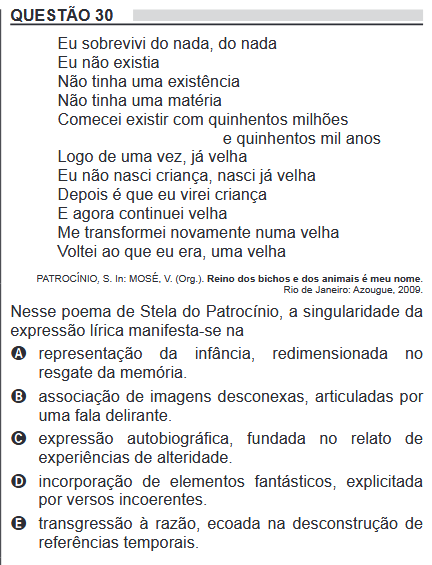 QUESTÃO 30
Eu sobrevivi do nada, do nada
Eu não existia
Não tinha uma existência
Não tinha uma matéria
Comecei existir com quinhentos milhões
e quinhentos mil anos
Logo de uma vez, já velha
Eu não nasci criança, nasci já velha
Depois é que eu virei criança
E agora continuei velha
Me transformei novamente numa velha
Voltei ao que eu era, uma velha
PATROCÍNIO, S. In: MOSÉ, V. (Org.). Reino dos bichos e dos animais é meu nome.
Rio de Janeiro: Azougue, 2009.
Nesse poema de Stela do Patrocínio, a singularidade da
expressão lírica manifesta-se na
A representação da infância, redimensionada no
resgate da memória.
B associação de imagens desconexas, articuladas por
uma fala delirante.
C expressão autobiográfica, fundada no relato de
experiências de alteridade.
D incorporação de elementos fantásticos, explicitada
por versos incoerentes.
E transgressão à razão, ecoada na desconstrução de
referências temporais.